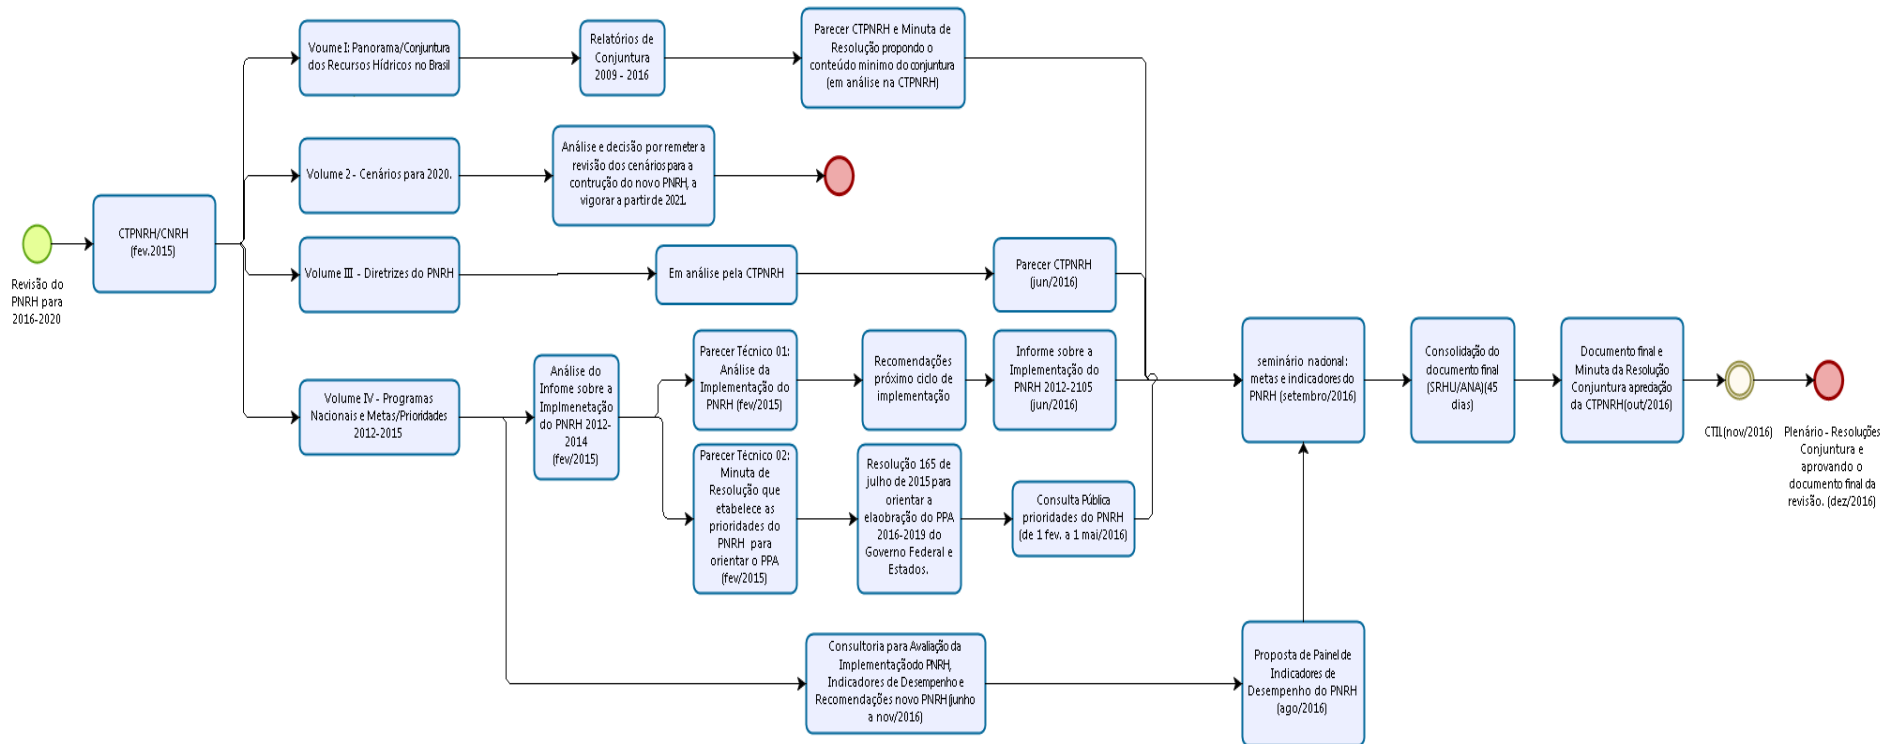 Revisão do
PNRH para
2016-2020
CTPNRH/CNRH
(fev.2015)
Voume I: Panorama/Conjuntura
dos Recursos Hídricos no Brasil
Relatórios de
Conjuntura
2009 - 2016
Parecer CTPNRH e Minuta de
Resolução propondo o
conteúdo minimo do conjuntura
(em análise na CTPNRH)
Volume 2 - Cenários para 2020.
Análise e decisão por remeter a
revisão dos cenários para a
contrução do novo PNRH, a
vigorar a partir de 2021.
Volume III - Diretrizes do PNRH
Em análise pela CTPNRH
Parecer CTPNRH
(jun/2016)
Volume IV - Programas
Nacionais e Metas/Prioridades
2012-2015
Análise do
Infome sobre a
Implmenetação
do PNRH 2012-
2014
(fev/2015)
Parecer Técnico 01:
Análise da
Implementação do
PNRH (fev/2015)
Recomendações
próximo ciclo de
implementação
Informe sobre a
Implementação do
PNRH 2012-2105
(jun/2016)
Parecer Técnico 02:
Minuta de
Resolução que
etabelece as
prioridades do
PNRH para
orientar o PPA
(fev/2015)
Resolução 165 de
julho de 2015 para
orientar a
elaobração do PPA
2016-2019 do
Governo Federal e
Estados.
Consulta Pública
prioridades do PNRH
(de 1 fev. a 1 mai/2016)
Consultoria para Avaliação da
Implementaçãodo PNRH,
Indicadores de Desempenho e
Recomendações novo PNRH(junho
a nov/2016)
Proposta de Painel de
Indicadores de
Desempenho do PNRH
(ago/2016)
seminário nacional:
metas e indicadores do
PNRH (setembro/2016)
Consolidação do
documento final
(SRHU/ANA)(45
dias)
Documento final e
Minuta da Resolução
Conjuntura apreciação
da CTPNRH(out/2016)
CTIL(nov/2016)
Plenário - Resoluções
Conjuntura e
aprovando o
documento final da
revisão. (dez/2016)